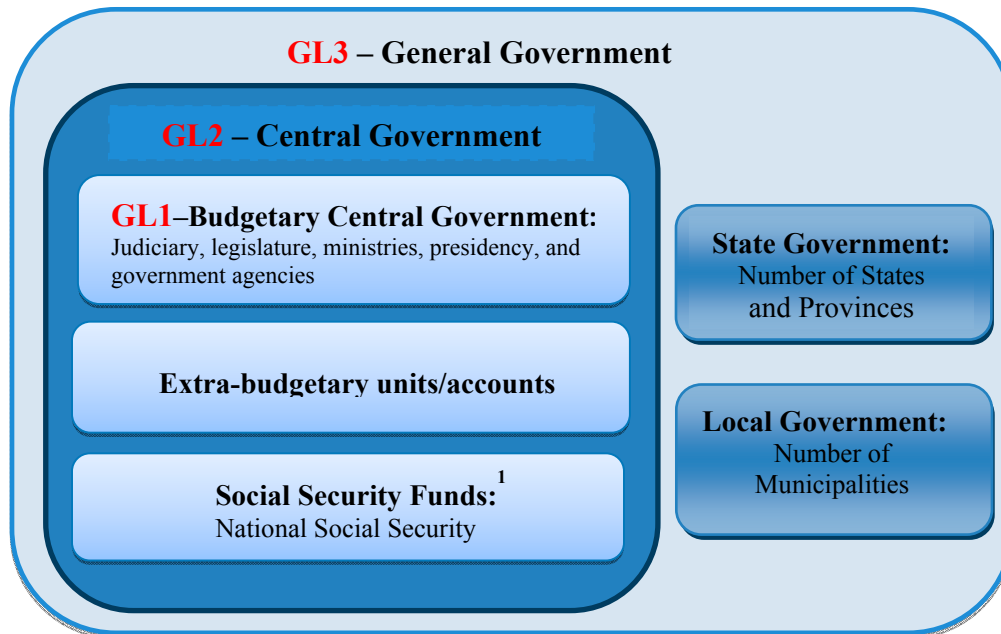 GL3 – General Government
GL2 – Central Government
GL1–Budgetary Central Government:
Judiciary, legislature, ministries, presidency, and
government agencies
Extra-budgetary units/accounts
Social Security Funds:1
National Social Security
State Government:
Number of States
and Provinces
Local Government:
Number of
Municipalities